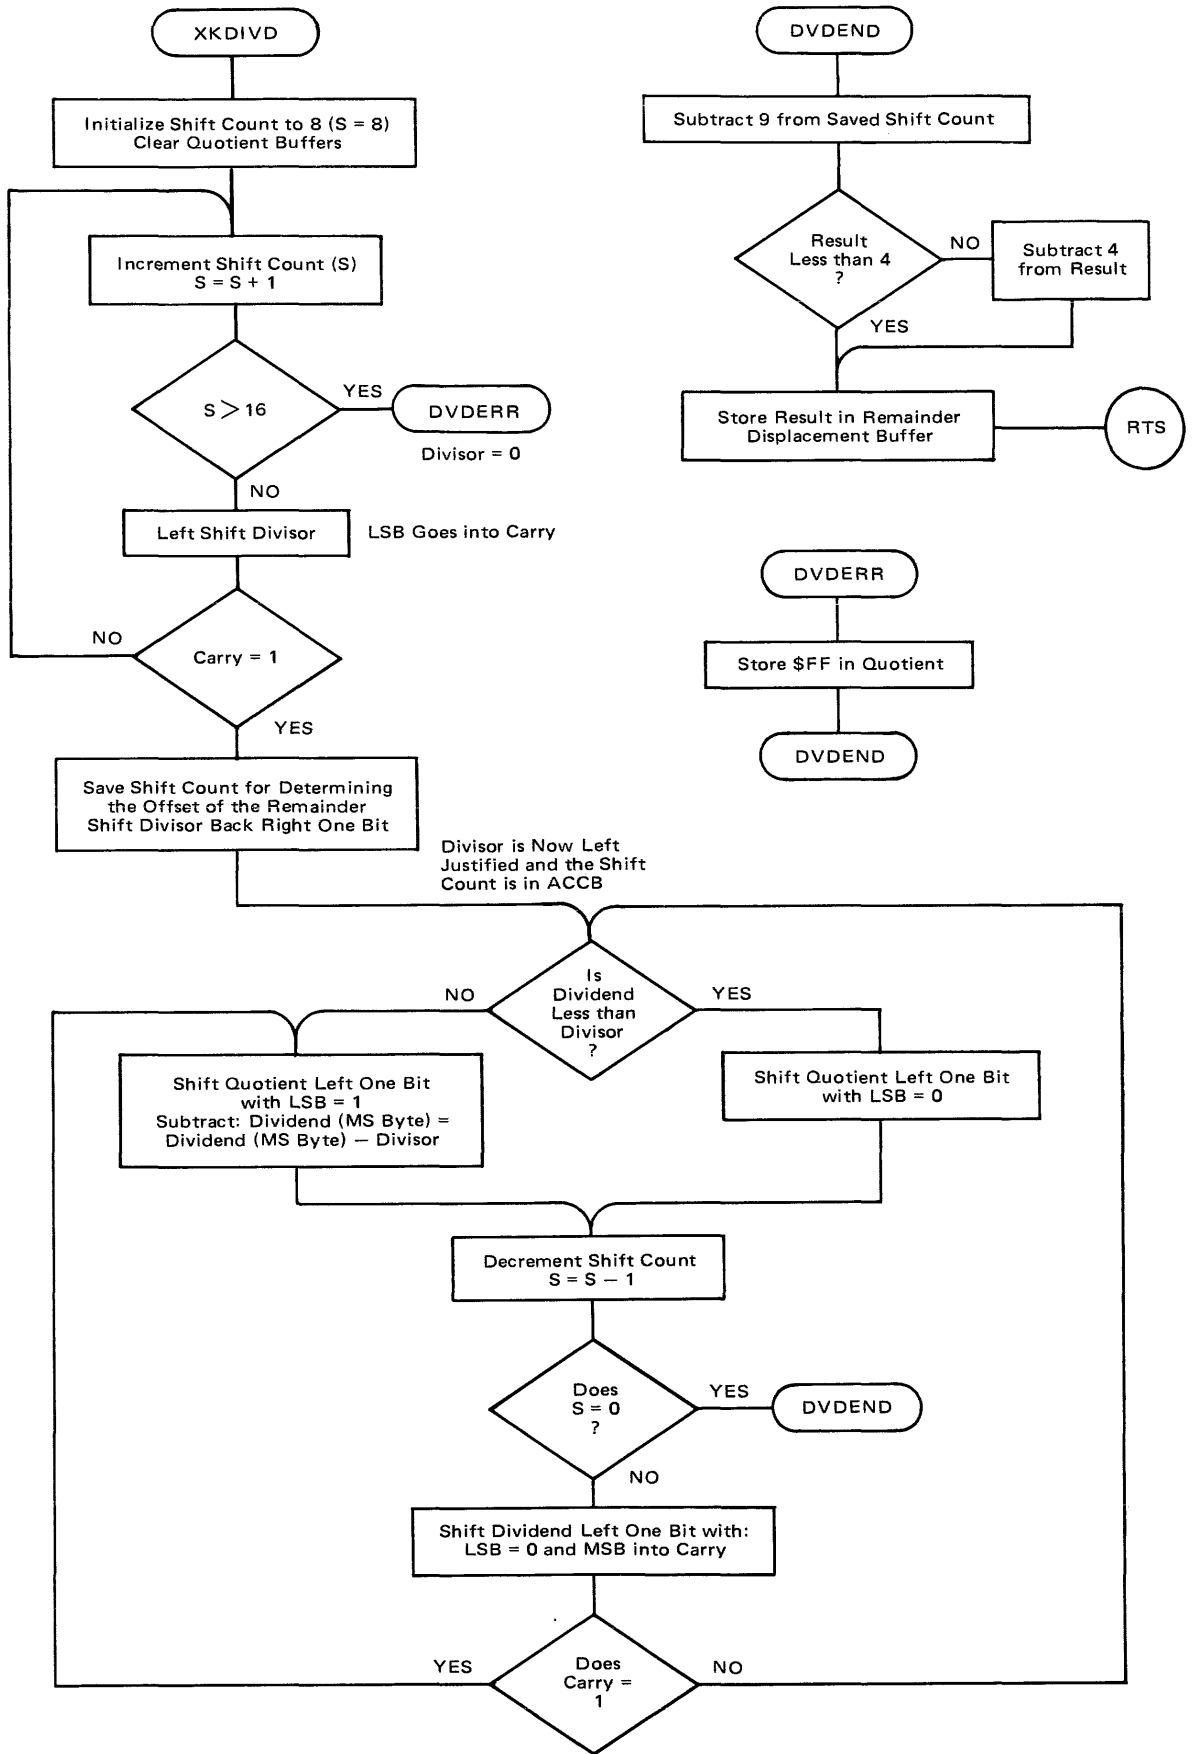 XKDIVD
Initialize Shift Count to 8 (S = 8)
Clear Quotient Buffers
Increment Shift Count (S)
S = S + 1
S > 16
YES
DVDERR
Divisor = 0
NO
Left Shift Divisor
LSB Goes into Carry
NO
Carry = 1
YES
Save Shift Count for Determining
the Offset of the Remainder
Shift Divisor Back Right One Bit
Divisor is Now Left
Justified and the Shift
Count is in ACCB
Is
Dividend
Less than
Divisor
?
NO
YES
Shift Quotient Left One Bit
with LSB = 1
Subtract: Dividend (MS Byte) =
Dividend (MS Byte) — Divisor
Shift Quotient Left One Bit
with LSB = 0
Decrement Shift Count
S = S — 1
Does
S = 0
?
YES
DVDEND
NO
Shift Dividend Left One Bit with:
LSB = 0 and MSB into Carry
YES
Does
Carry =
1
NO
DVDEND
Subtract 9 from Saved Shift Count
Result
Less than 4
?
NO
Subtract 4
from Result
YES
Store Result in Remainder
Displacement Buffer
RTS
DVDERR
Store $FF in Quotient
DVDEND